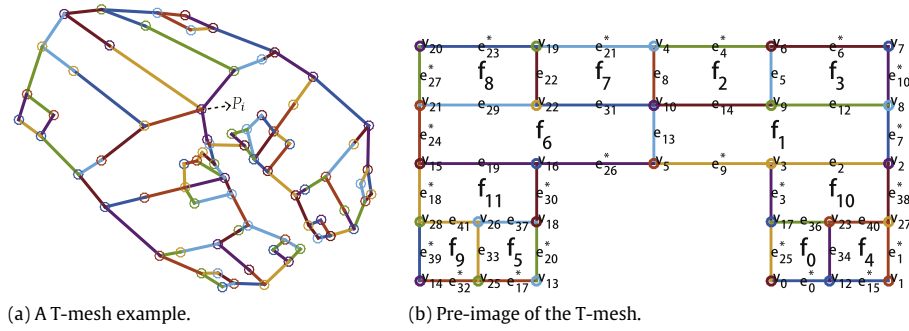 P_i
v_20 e*_23 v_19 e*_21 v_4 e*_4 v_6 e*_6 v_7
e*_27 f_8 e_22 f_7 e_8 f_2 e_5 f_3 e*_10
v_21 e_29 v_22 e_31 v_10 e_14 v_9 e_12 v_8
e*_24 f_6 e_13 f_1 e*_7
v_15 e_19 v_16 e*_26 v_5 e*_9 v_3 e_2 v_2
e*_18 f_11 e*_30 e*_3 f_10 e*_38
v_28 e_41 v_26 e_37 v_18 v_17 e_36 v_23 e_40 v_27
e*_39 f_9 e_33 f_5 e*_20 e*_25 f_0 e_34 f_4 e*_1
v_14 e*_32 v_25 e*_17 v_13 v_0 e*_0 v_12 e*_15 v_1
(a) A T-mesh example.
(b) Pre-image of the T-mesh.